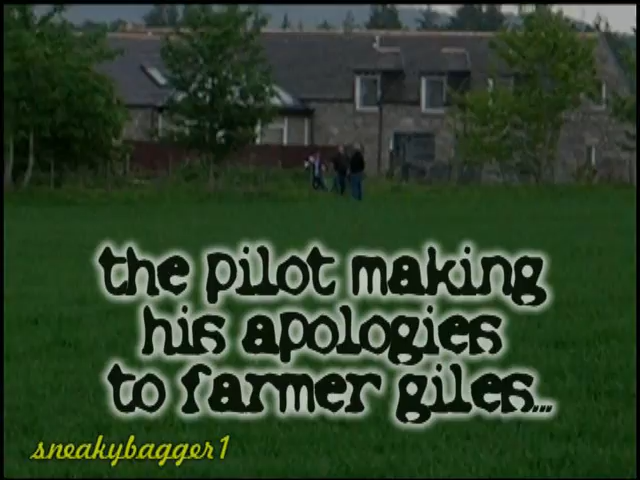 the pilot making
his apologies
to farmer giles...
sneakybagger1